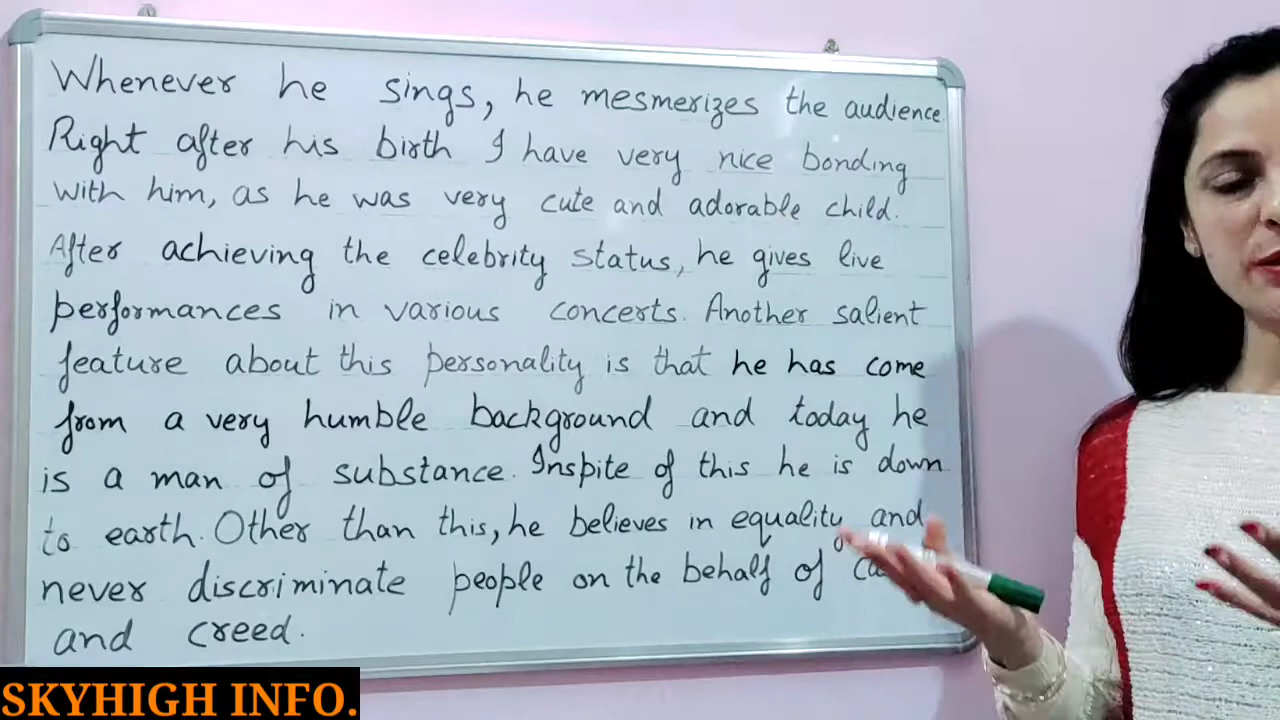 Whenever he sings, he mesmerizes the audience.
Right after his birth I have very nice bonding
with him, as he was very cute and adorable child.
After achieving the celebrity status, he gives live
performances in various concerts. Another salient
feature about this personality is that he has come
from a very humble background and today he
is a man of substance. Inspite of this he is down
to earth. Other than this, he believes in equality and
never discriminate people on the behalf of
and creed.
SKYHIGH INFO.